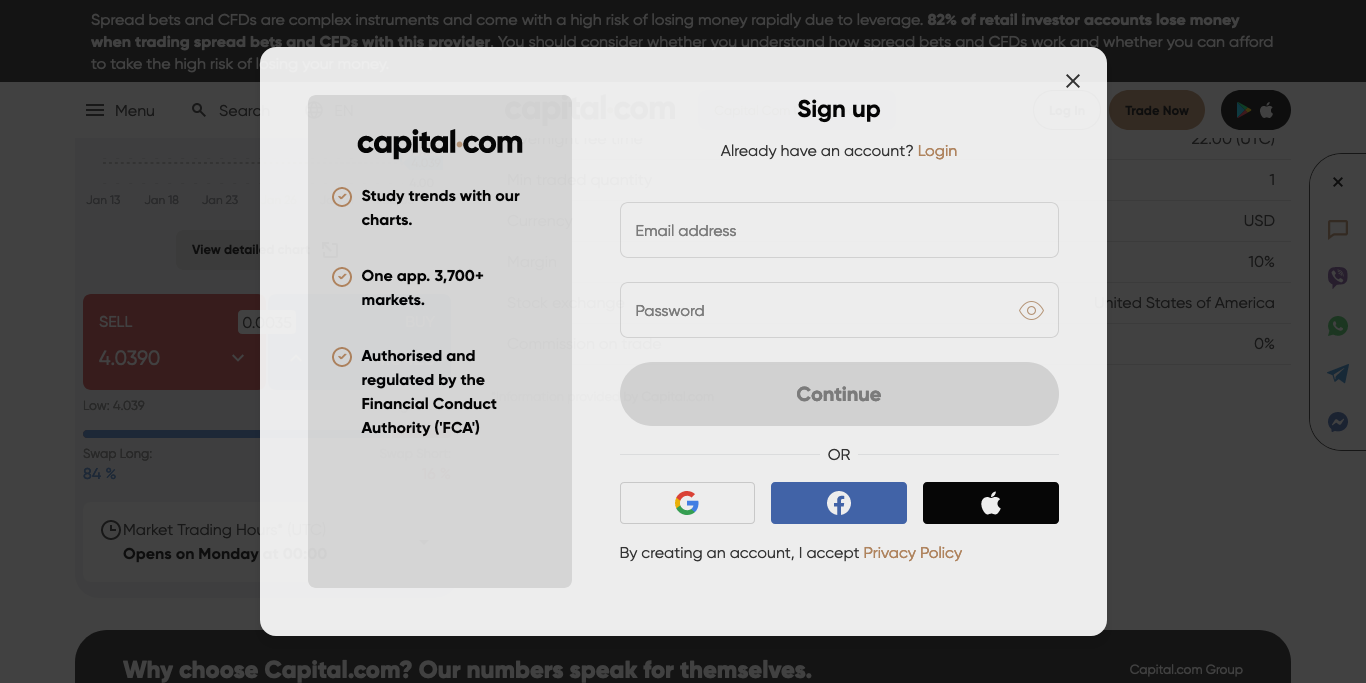 Spread bets and CFDs are complex instruments and come with a high risk of losing money rapidly due to leverage. 82% of retail investor accounts lose money
when trading spread bets and CFDs with this provider. You should consider whether you understand how spread bets and CFDs work and whether you can afford
to take the high risk of losing your money.
Menu
Search
capital.com
Log In
Trade Now
22:00 (UTC)
Jan 13 Jan 18 Jan 23
View detailed chart
SELL
4.0390
Low: 4.039
Swap Long:
84 %
Market Trading Hours* (UTC)
Opens on Monday at 00:00
1
Currency
USD
Margin
10%
United States of America
0%
capital.com
Study trends with our
charts.
One app. 3,700+
markets.
Authorised and
regulated by the
Financial Conduct
Authority ('FCA')
Sign up
Already have an account? Login
Email address
Password
Continue
OR
By creating an account, I accept Privacy Policy
Why choose Capital.com? Our numbers speak for themselves.
Capital.com Group